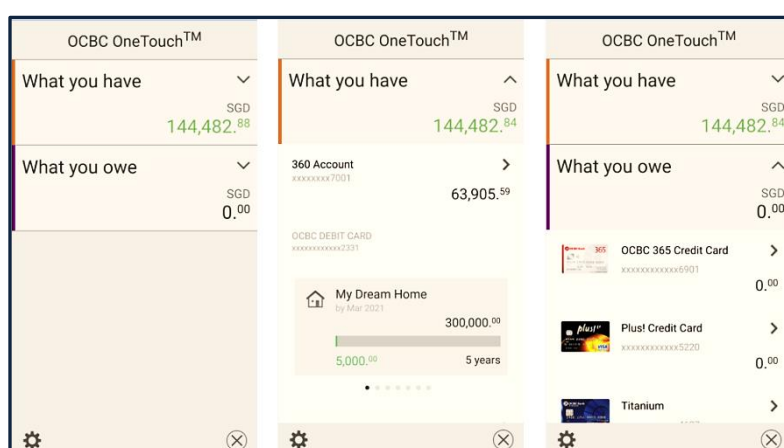 OCBC OneTouchTM
What you have
SGD
144,482.88
What you owe
SGD
0.00
OCBC OneTouchTM
What you have
SGD
144,482.84
360 Account
xxxxxxxx7001
63,905.59
OCBC DEBIT CARD
xxxxxxxxxxxx2331
My Dream Home
by Mar 2021
300,000.00
5,000.00 5 years
OCBC OneTouchTM
What you have
SGD
144,482.84
What you owe
SGD
0.00
365
OCBC 365 Credit Card
xxxxxxxxxxxx6901
0.00
plus!
VISA
Plus! Credit Card
xxxxxxxxxxxx5220
0.00
Titanium